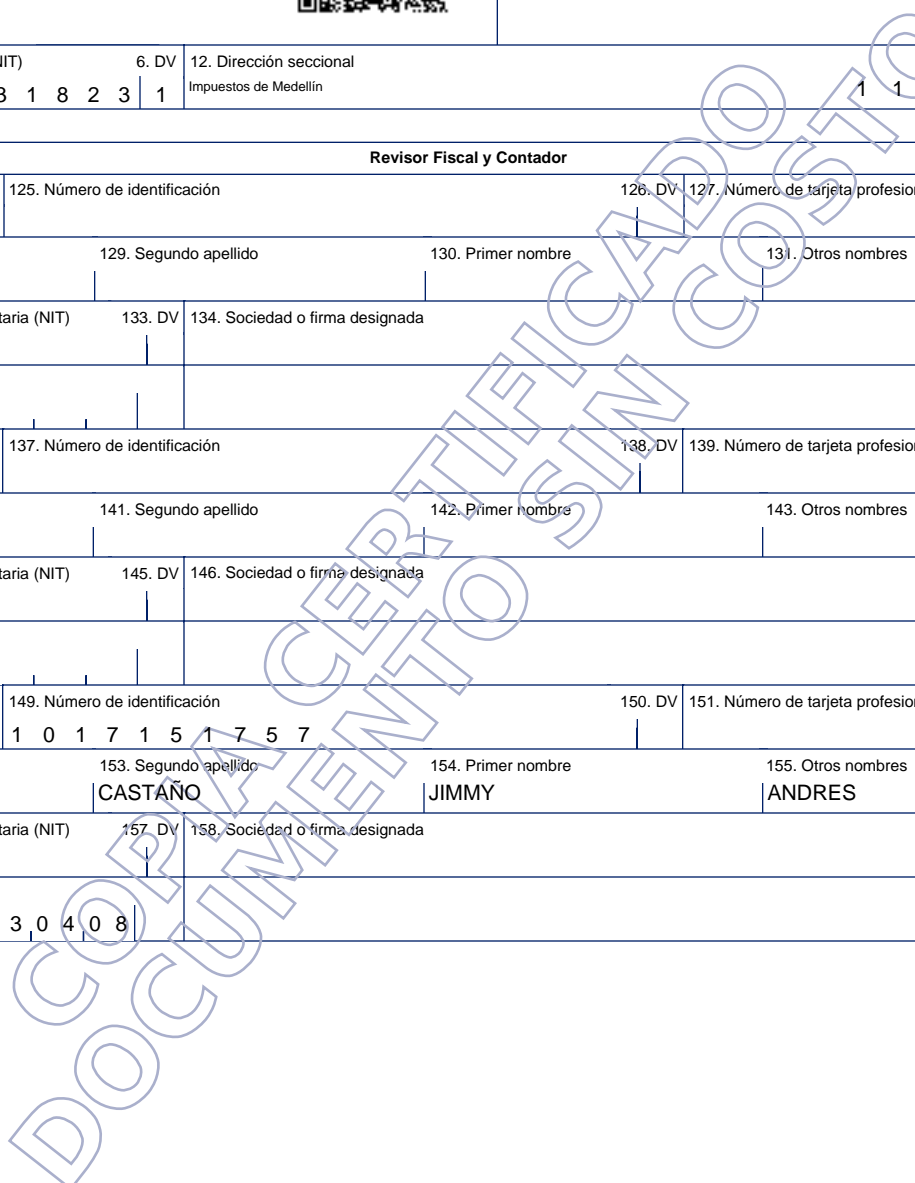 NIT) 6. DV 12. Dirección seccional
8 1 8 2 3 1 Impuestos de Medellín 1 1
Revisor Fiscal y Contador
125. Número de identificación 126. DV 127. Número de tarjeta profesion
129. Segundo apellido 130. Primer nombre 131. Otros nombres
taria (NIT) 133. DV 134. Sociedad o firma designada
137. Número de identificación 138. DV 139. Número de tarjeta profesion
141. Segundo apellido 142. Primer nombre 143. Otros nombres
taria (NIT) 145. DV 146. Sociedad o firma designada
149. Número de identificación 150. DV 151. Número de tarjeta profesion
1 0 1 7 1 5 1 7 5 7
153. Segundo apellido 154. Primer nombre 155. Otros nombres
CASTAÑO JIMMY ANDRES
taria (NIT) 157. DV 158. Sociedad o firma designada
3 0 4 0 8
COPIA CERTIFICADO
DOCUMENTO SIN COSTO